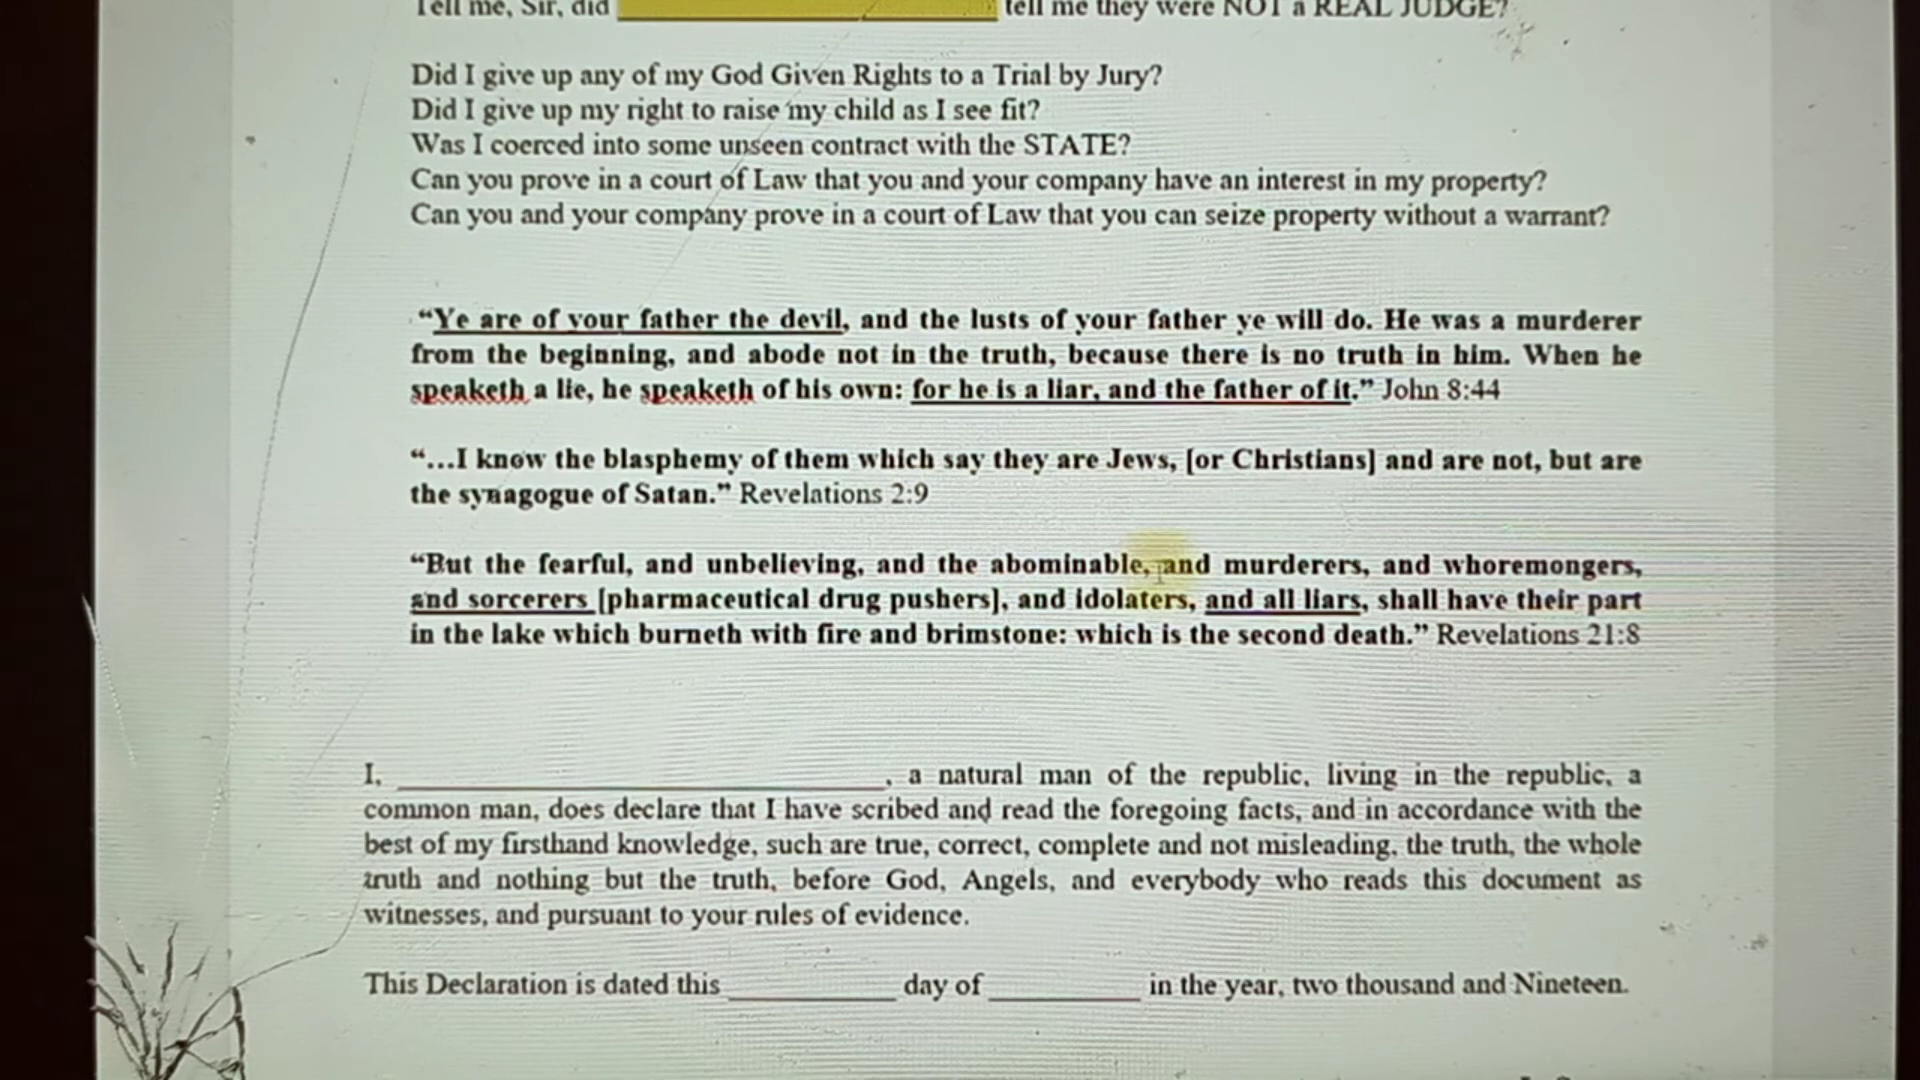 Tell me, Sir, did tell me they were NOT a REAL JUDGE?
Did I give up any of my God Given Rights to a Trial by Jury?
Did I give up my right to raise my child as I see fit?
Was I coerced into some unseen contract with the STATE?
Can you prove in a court of Law that you and your company have an interest in my property?
Can you and your company prove in a court of Law that you can seize property without a warrant?
“Ye are of your father the devil, and the lusts of your father ye will do. He was a murderer
from the beginning, and abode not in the truth, because there is no truth in him. When he
speaketh a lie, he speaketh of his own: for he is a liar, and the father of it.” John 8:44
“…I know the blasphemy of them which say they are Jews, [or Christians] and are not, but are
the synagogue of Satan.” Revelations 2:9
“But the fearful, and unbelieving, and the abominable, and murderers, and whoremongers,
and sorcerers [pharmaceutical drug pushers], and idolaters, and all liars, shall have their part
in the lake which burneth with fire and brimstone: which is the second death.” Revelations 21:8
I, ______________________________, a natural man of the republic, living in the republic, a
common man, does declare that I have scribed and read the foregoing facts, and in accordance with the
best of my firsthand knowledge, such are true, correct, complete and not misleading, the truth, the whole
truth and nothing but the truth, before God, Angels, and everybody who reads this document as
witnesses, and pursuant to your rules of evidence.
This Declaration is dated this ___________ day of __________ in the year, two thousand and Nineteen.